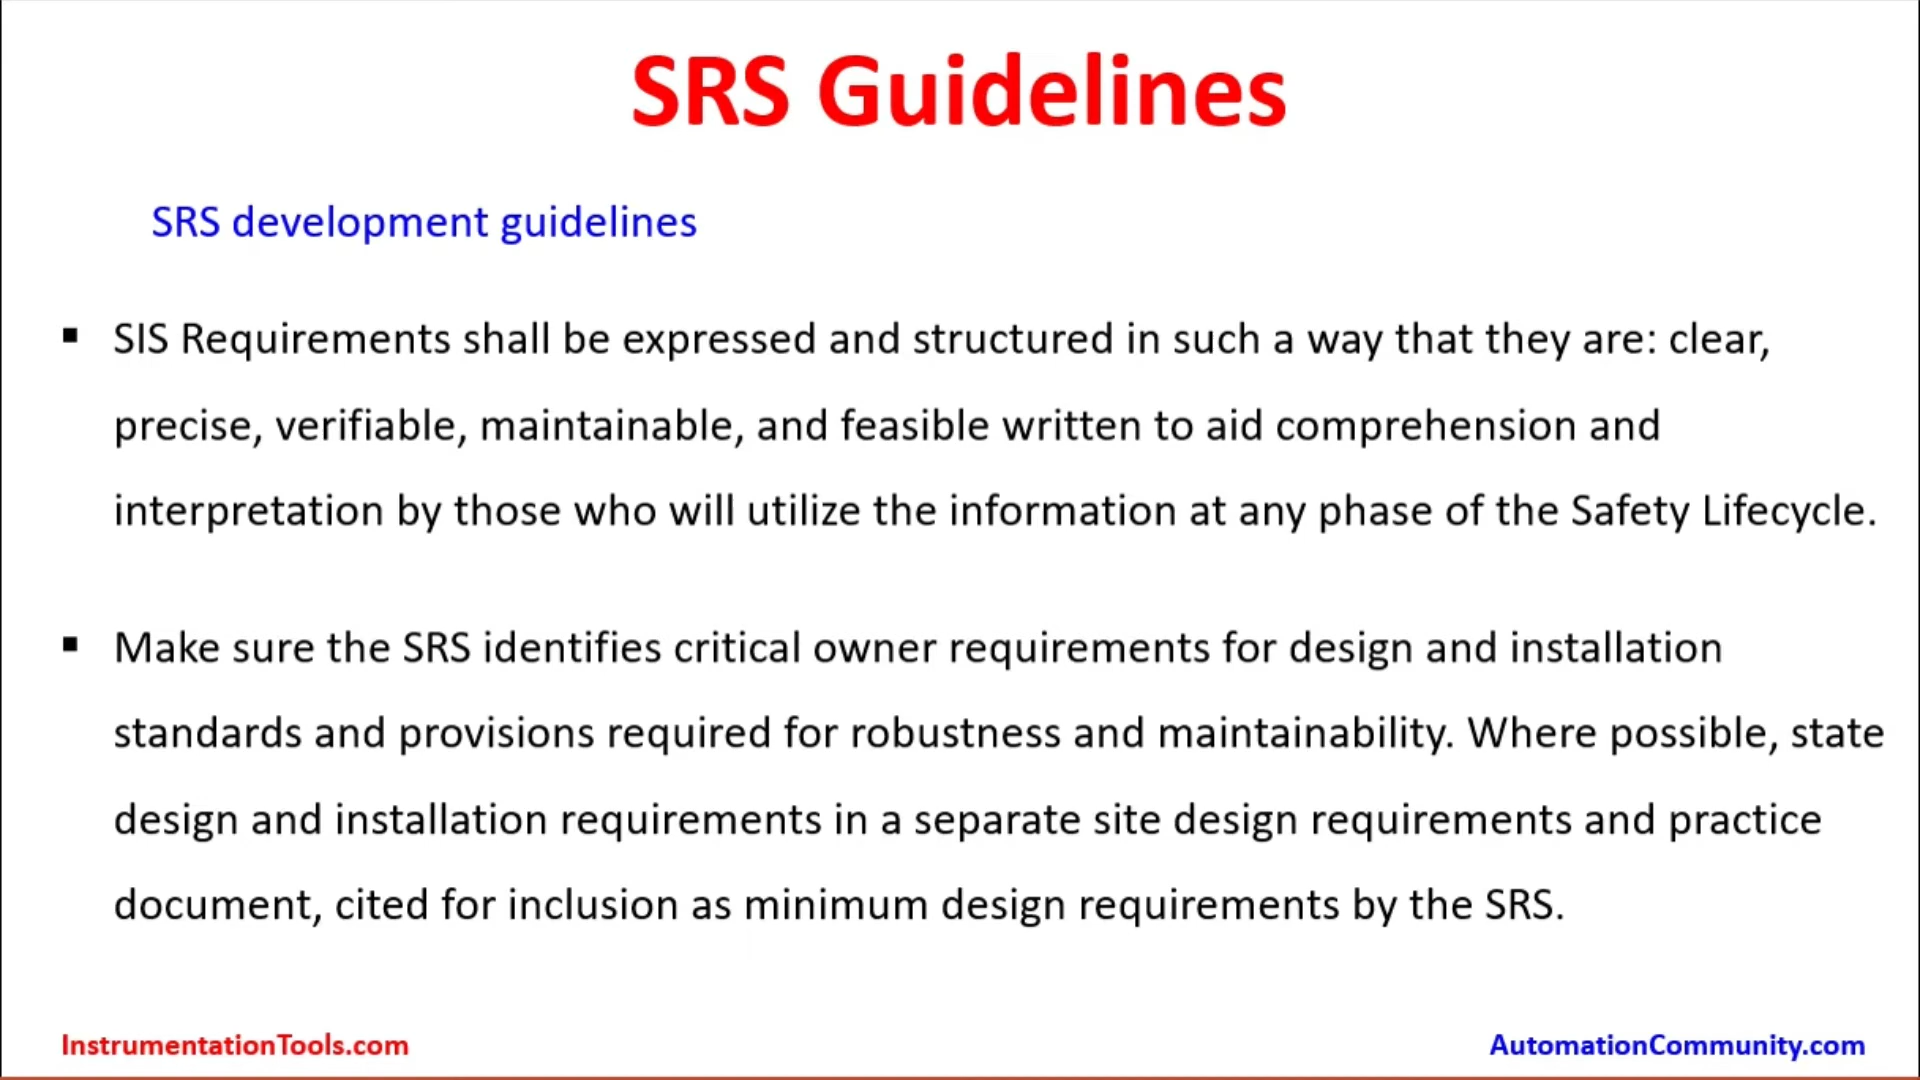 SRS Guidelines
SRS development guidelines
▪ SIS Requirements shall be expressed and structured in such a way that they are: clear,
precise, verifiable, maintainable, and feasible written to aid comprehension and
interpretation by those who will utilize the information at any phase of the Safety Lifecycle.
▪ Make sure the SRS identifies critical owner requirements for design and installation
standards and provisions required for robustness and maintainability. Where possible, state
design and installation requirements in a separate site design requirements and practice
document, cited for inclusion as minimum design requirements by the SRS.
InstrumentationTools.com
AutomationCommunity.com